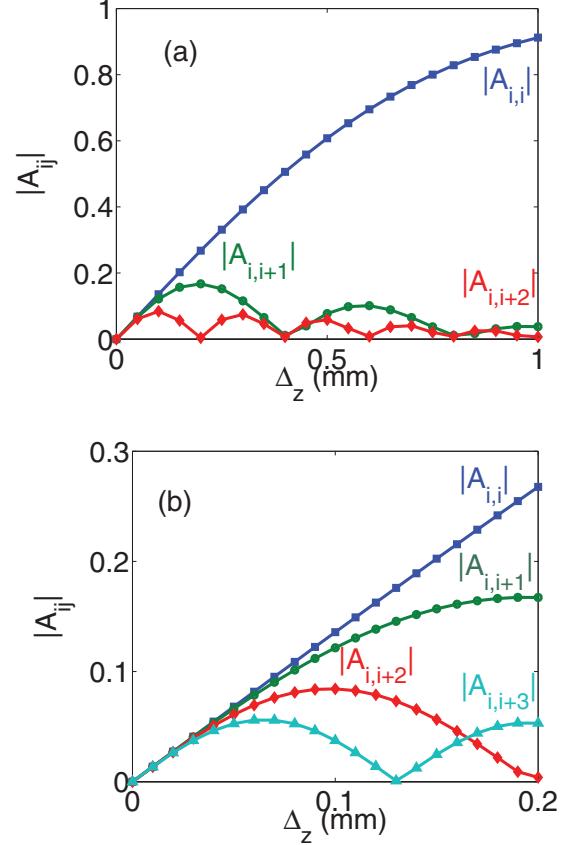 (a)
|A_{i,i}|
|A_{i,i+1}|
|A_{i,i+2}|
|A_{ij}|
1
0.8
0.6
0.4
0.2
0
0 0.5 1
Δ_z (mm)
(b)
|A_{i,i}|
|A_{i,i+1}|
|A_{i,i+2}|
|A_{i,i+3}|
|A_{ij}|
0.3
0.2
0.1
0
0 0.1 0.2
Δ_z (mm)